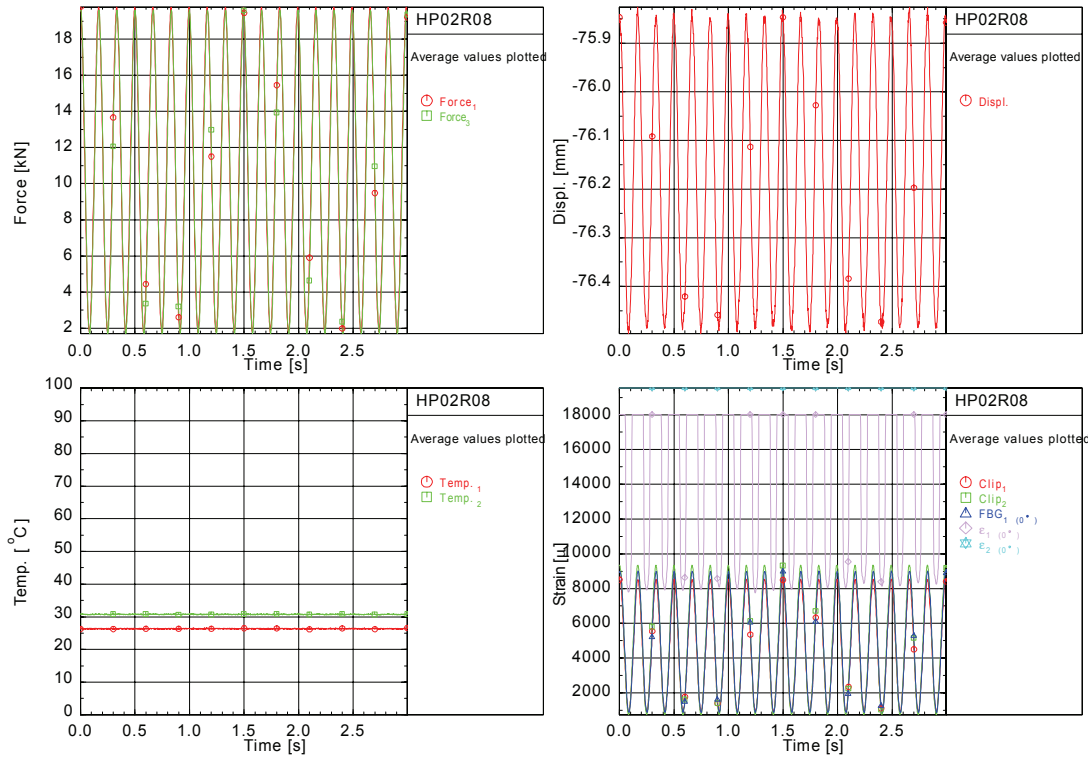 HP02R08
Average values plotted
Force1
Force3
Force [kN]
18
16
14
12
10
8
6
4
2
0.0 0.5 1.0 1.5 2.0 2.5
Time [s]
HP02R08
Average values plotted
Displ.
Displ. [mm]
-75.9
-76.0
-76.1
-76.2
-76.3
-76.4
0.0 0.5 1.0 1.5 2.0 2.5
Time [s]
HP02R08
Average values plotted
Temp. 1
Temp. 2
Temp. [ °C]
100
90
80
70
60
50
40
30
20
10
0
0.0 0.5 1.0 1.5 2.0 2.5
Time [s]
HP02R08
Average values plotted
Clip1
Clip2
FBG1 (0°)
ε1 (0°)
ε2 (0°)
Strain [μ]
18000
16000
14000
12000
10000
8000
6000
4000
2000
0.0 0.5 1.0 1.5 2.0 2.5
Time [s]